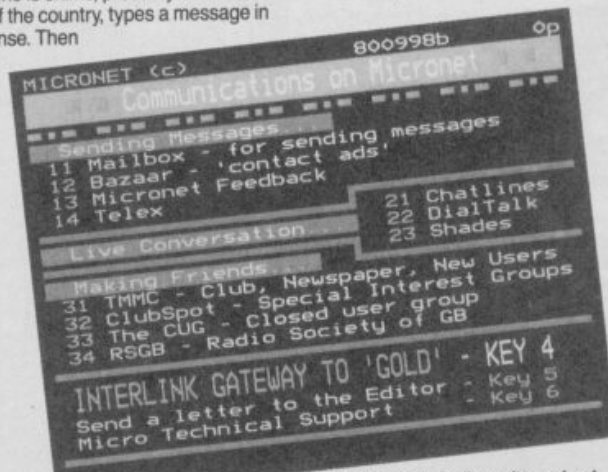 f the country, types a message in
nse. Then
MICRONET (c) 800998b 0p
Communications on Micronet
Sending Messages...
11 Mailbox - for sending messages
12 Bazaar - 'contact ads'
13 Micronet Feedback
14 Telex
Live Conversation...
21 Chatlines
22 DialTalk
23 Shades
Making Friends...
31 TMMC - Club, Newspaper, New Users
32 ClubSpot - Special Interest Groups
33 The CUG - Closed user group
34 RSGB - Radio Society of GB
INTERLINK GATEWAY TO 'GOLD' - KEY 4
Send a letter to the Editor - Key 5
Micro Technical Support - Key 6